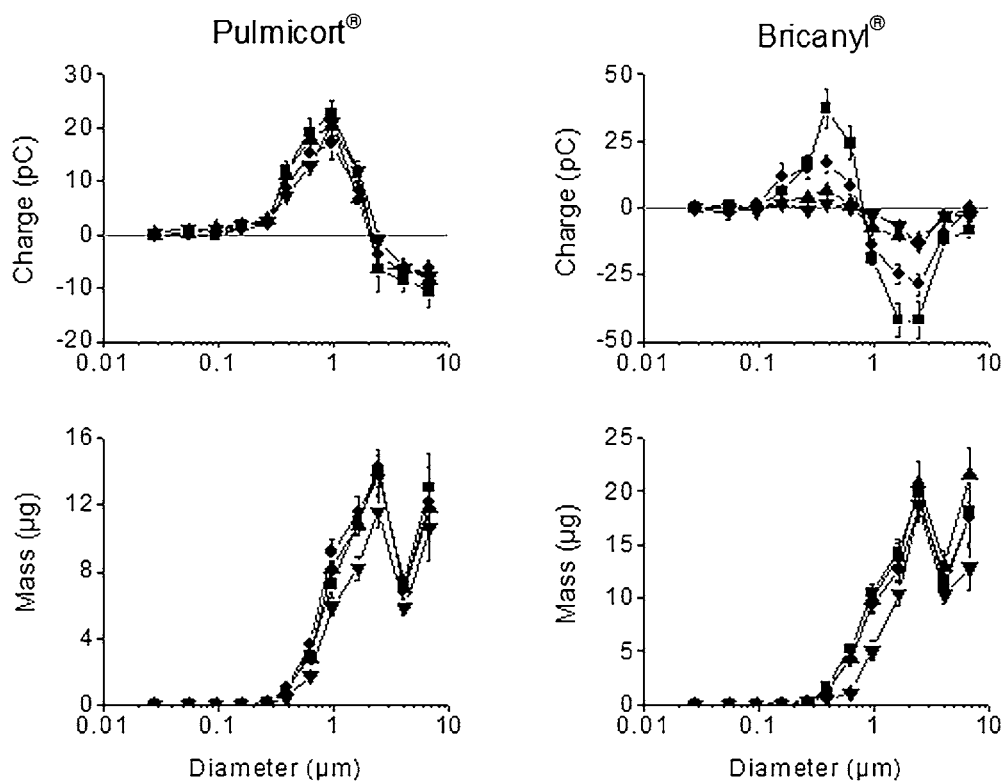 Pulmicort®
Bricanyl®
30
20
10
0
-10
-20
Charge (pC)
0.01 0.1 1 10
50
25
0
-25
-50
Charge (pC)
0.01 0.1 1 10
16
12
8
4
0
Mass (µg)
0.01 0.1 1 10
Diameter (µm)
25
20
15
10
5
0
Mass (µg)
0.01 0.1 1 10
Diameter (µm)